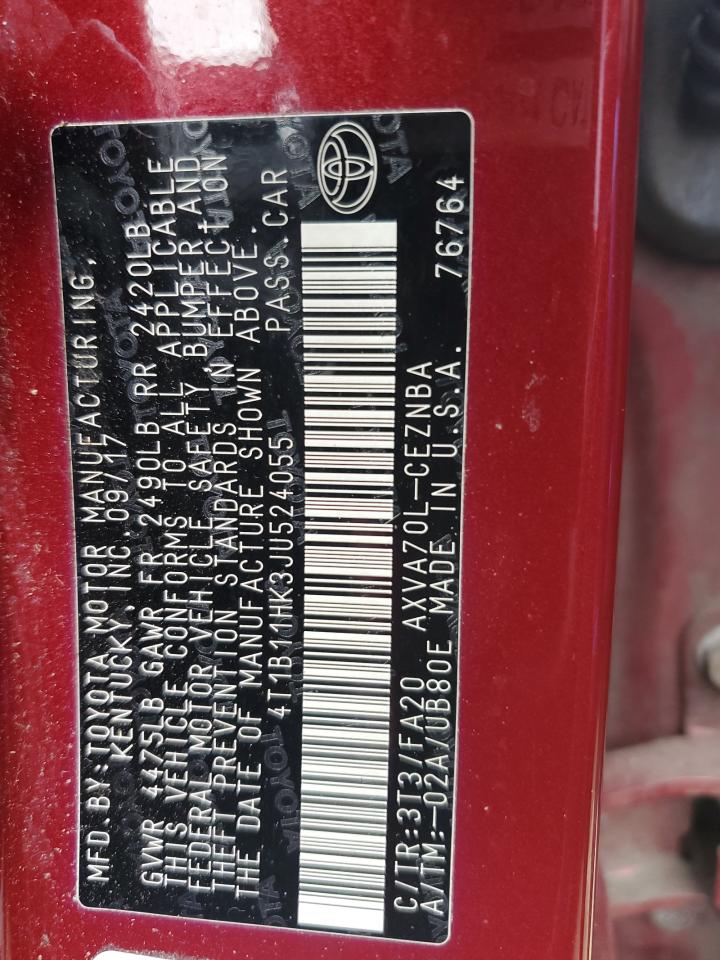 MFD. BY: TOYOTA MOTOR MANUFACTURING,
KENTUCKY, INC 09/17
GVWR 4475LB GAWR FR 2490LB RR 2420LB
THIS VEHICLE CONFORMS TO ALL APPLICABLE
FEDERAL MOTOR VEHICLE SAFETY, BUMPER AND
THEFT PREVENTION STANDARDS IN EFFECT ON
THE DATE OF MANUFACTURE SHOWN ABOVE.
4T1B11HK3JU524055 PASS. CAR
C/TR:3T3/FA20 AXVA70L-CEZNBA
A/TM:-02A/UB80E MADE IN U.S.A. 76764